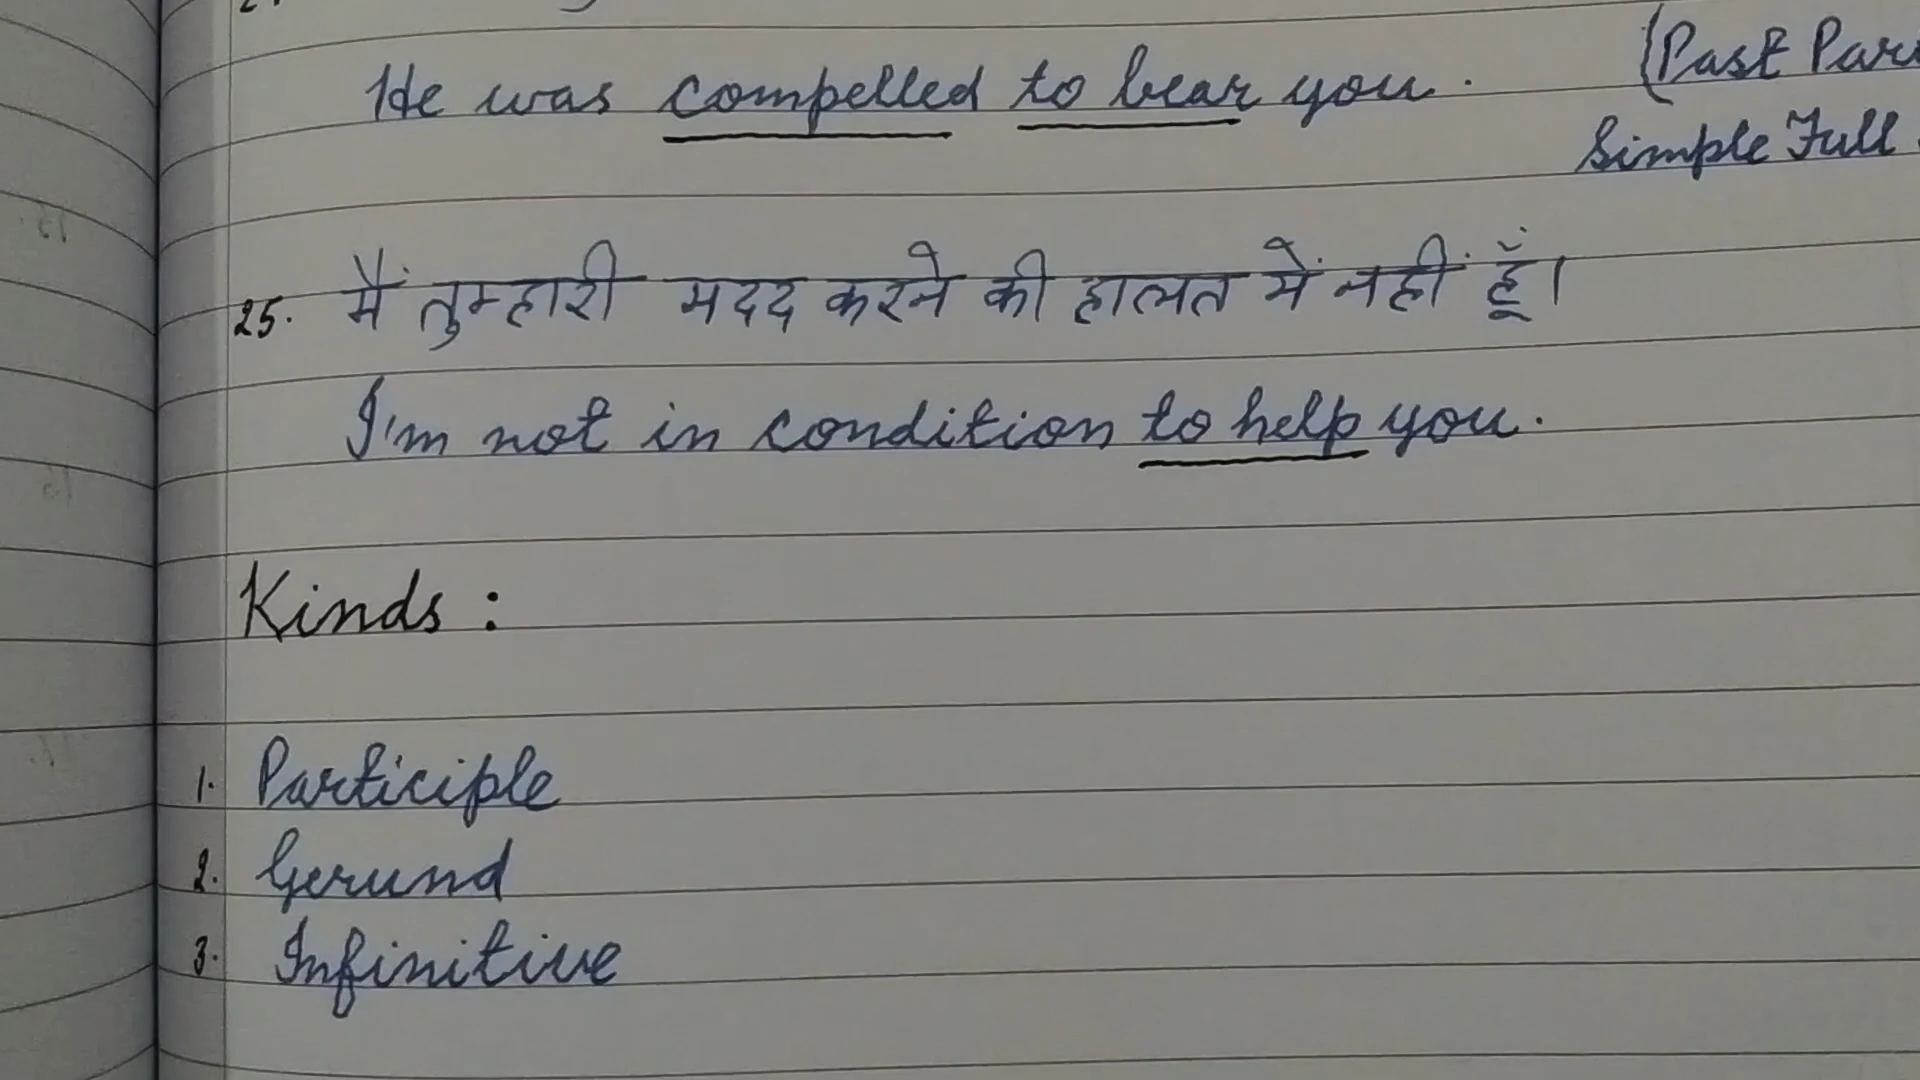 He was compelled to bear you. (Past
Simple Full
25. मैं तुम्हारी मदद करने की हालत में नहीं हूँ।
I'm not in condition to help you.
Kinds :
1. Participle
2. Gerund
3. Infinitive